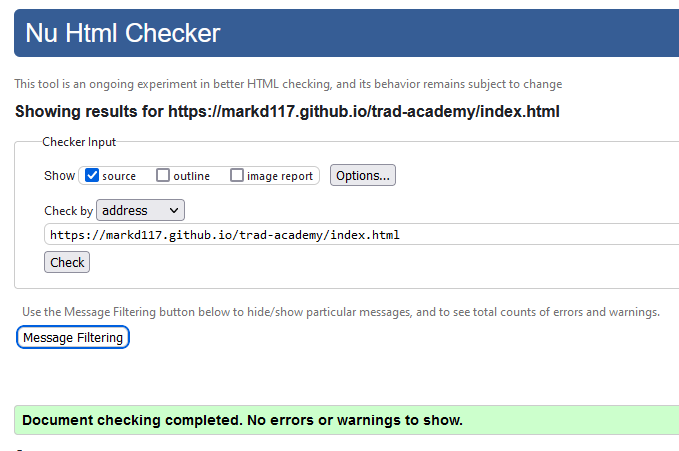 Nu Html Checker
This tool is an ongoing experiment in better HTML checking, and its behavior remains subject to change
Showing results for https://markd117.github.io/trad-academy/index.html
Checker Input
Show source outline image report Options...
Check by address
https://markd117.github.io/trad-academy/index.html
Check
Use the Message Filtering button below to hide/show particular messages, and to see total counts of errors and warnings.
Message Filtering
Document checking completed. No errors or warnings to show.